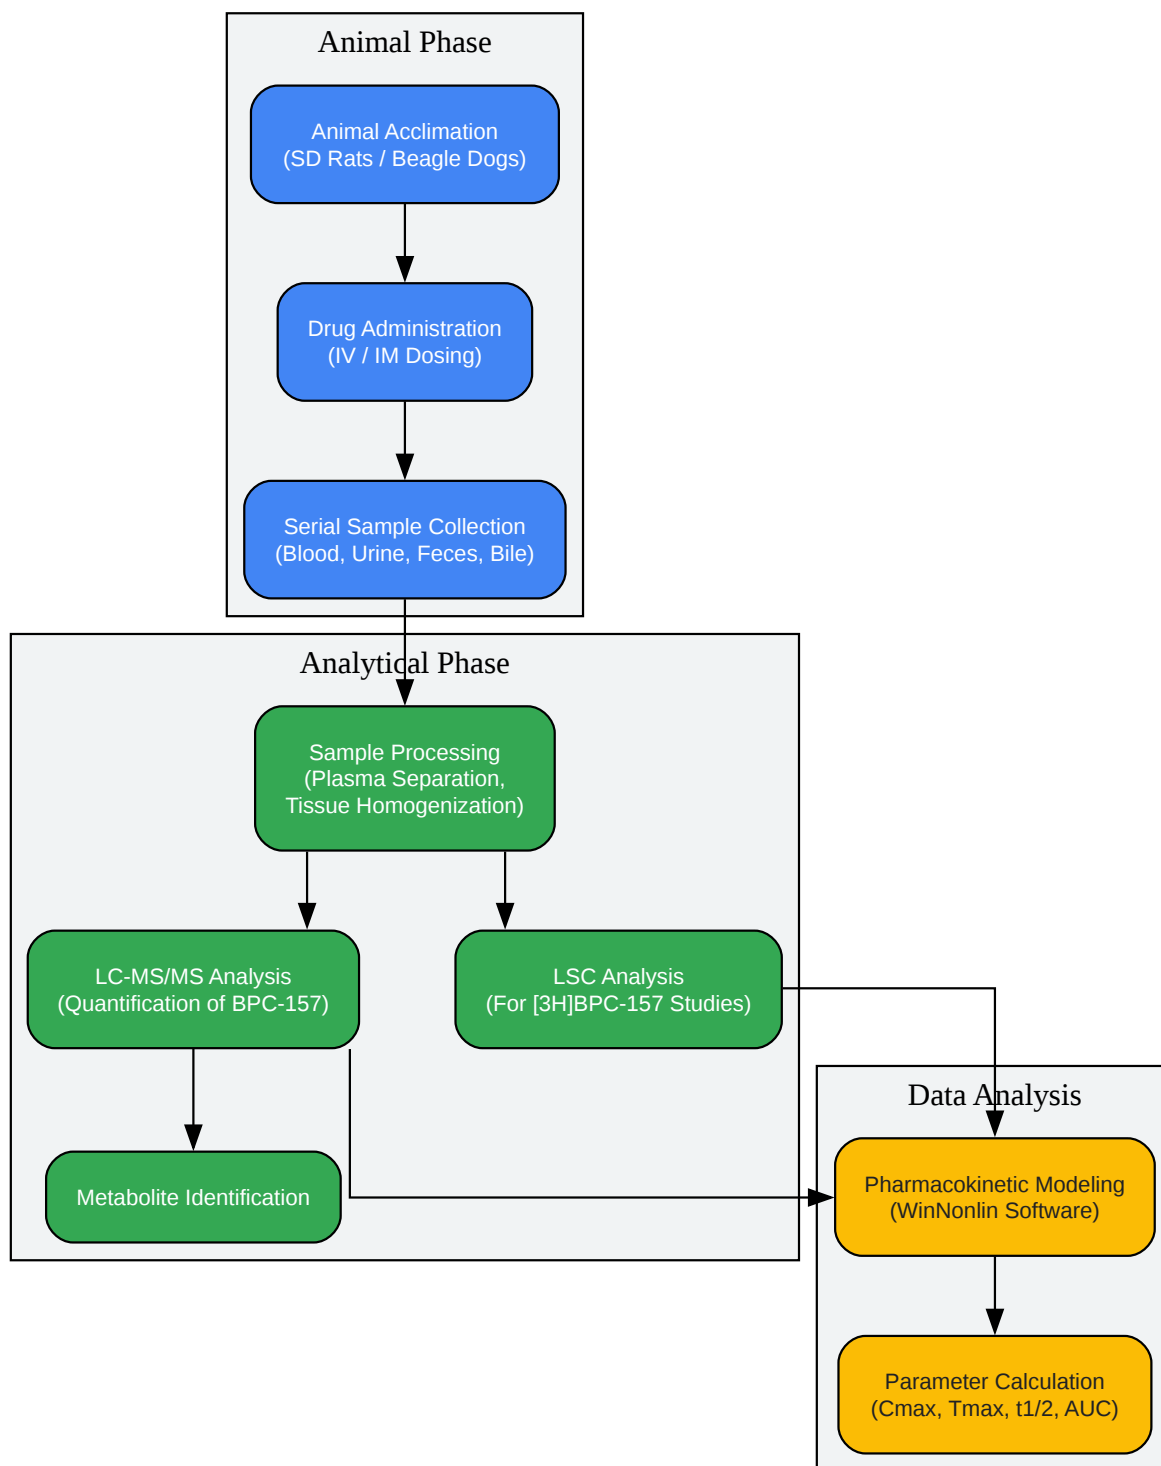 Animal Phase
Animal Acclimation
(SD Rats / Beagle Dogs)
Drug Administration
(IV / IM Dosing)
Serial Sample Collection
(Blood, Urine, Feces, Bile)
Analytical Phase
Sample Processing
(Plasma Separation,
Tissue Homogenization)
LC-MS/MS Analysis
(Quantification of BPC-157)
LSC Analysis
(For [3H]BPC-157 Studies)
Metabolite Identification
Data Analysis
Pharmacokinetic Modeling
(WinNonlin Software)
Parameter Calculation
(Cmax, Tmax, t1/2, AUC)